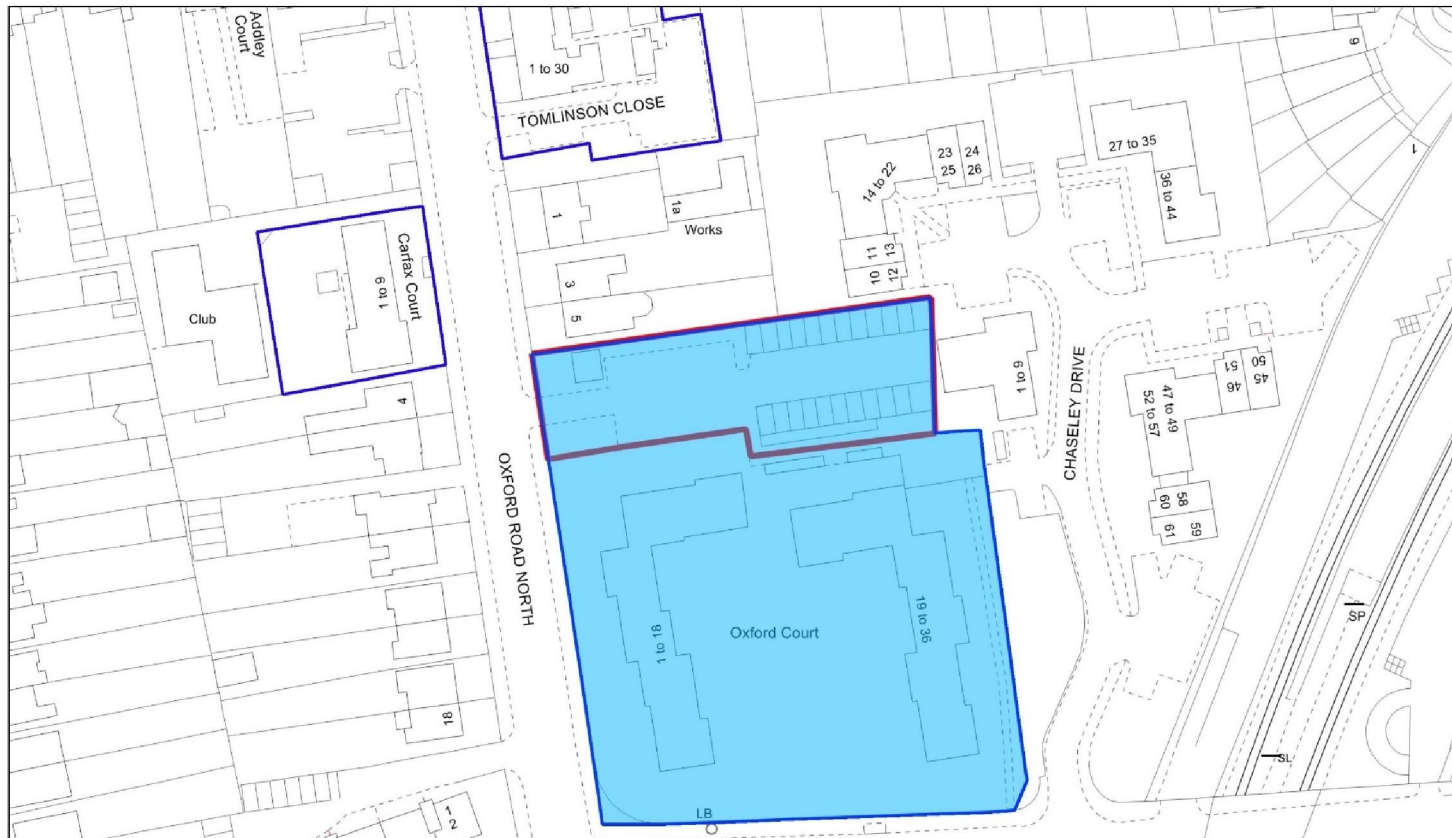 Addley
Court
1 to 30
TOMLINSON CLOSE
9
27 to 35
1
23
24
25
26
14 to 22
36 to 44
1
1a
Works
11
13
10
12
Club
Carfax Court
1 to 9
3
5
1 to 9
CHASELEY DRIVE
51
50
46
45
47 to 49
52 to 57
4
OXFORD ROAD NORTH
60
58
61
59
SP
1 to 18
Oxford Court
19 to 36
18
SL
LB
1
2